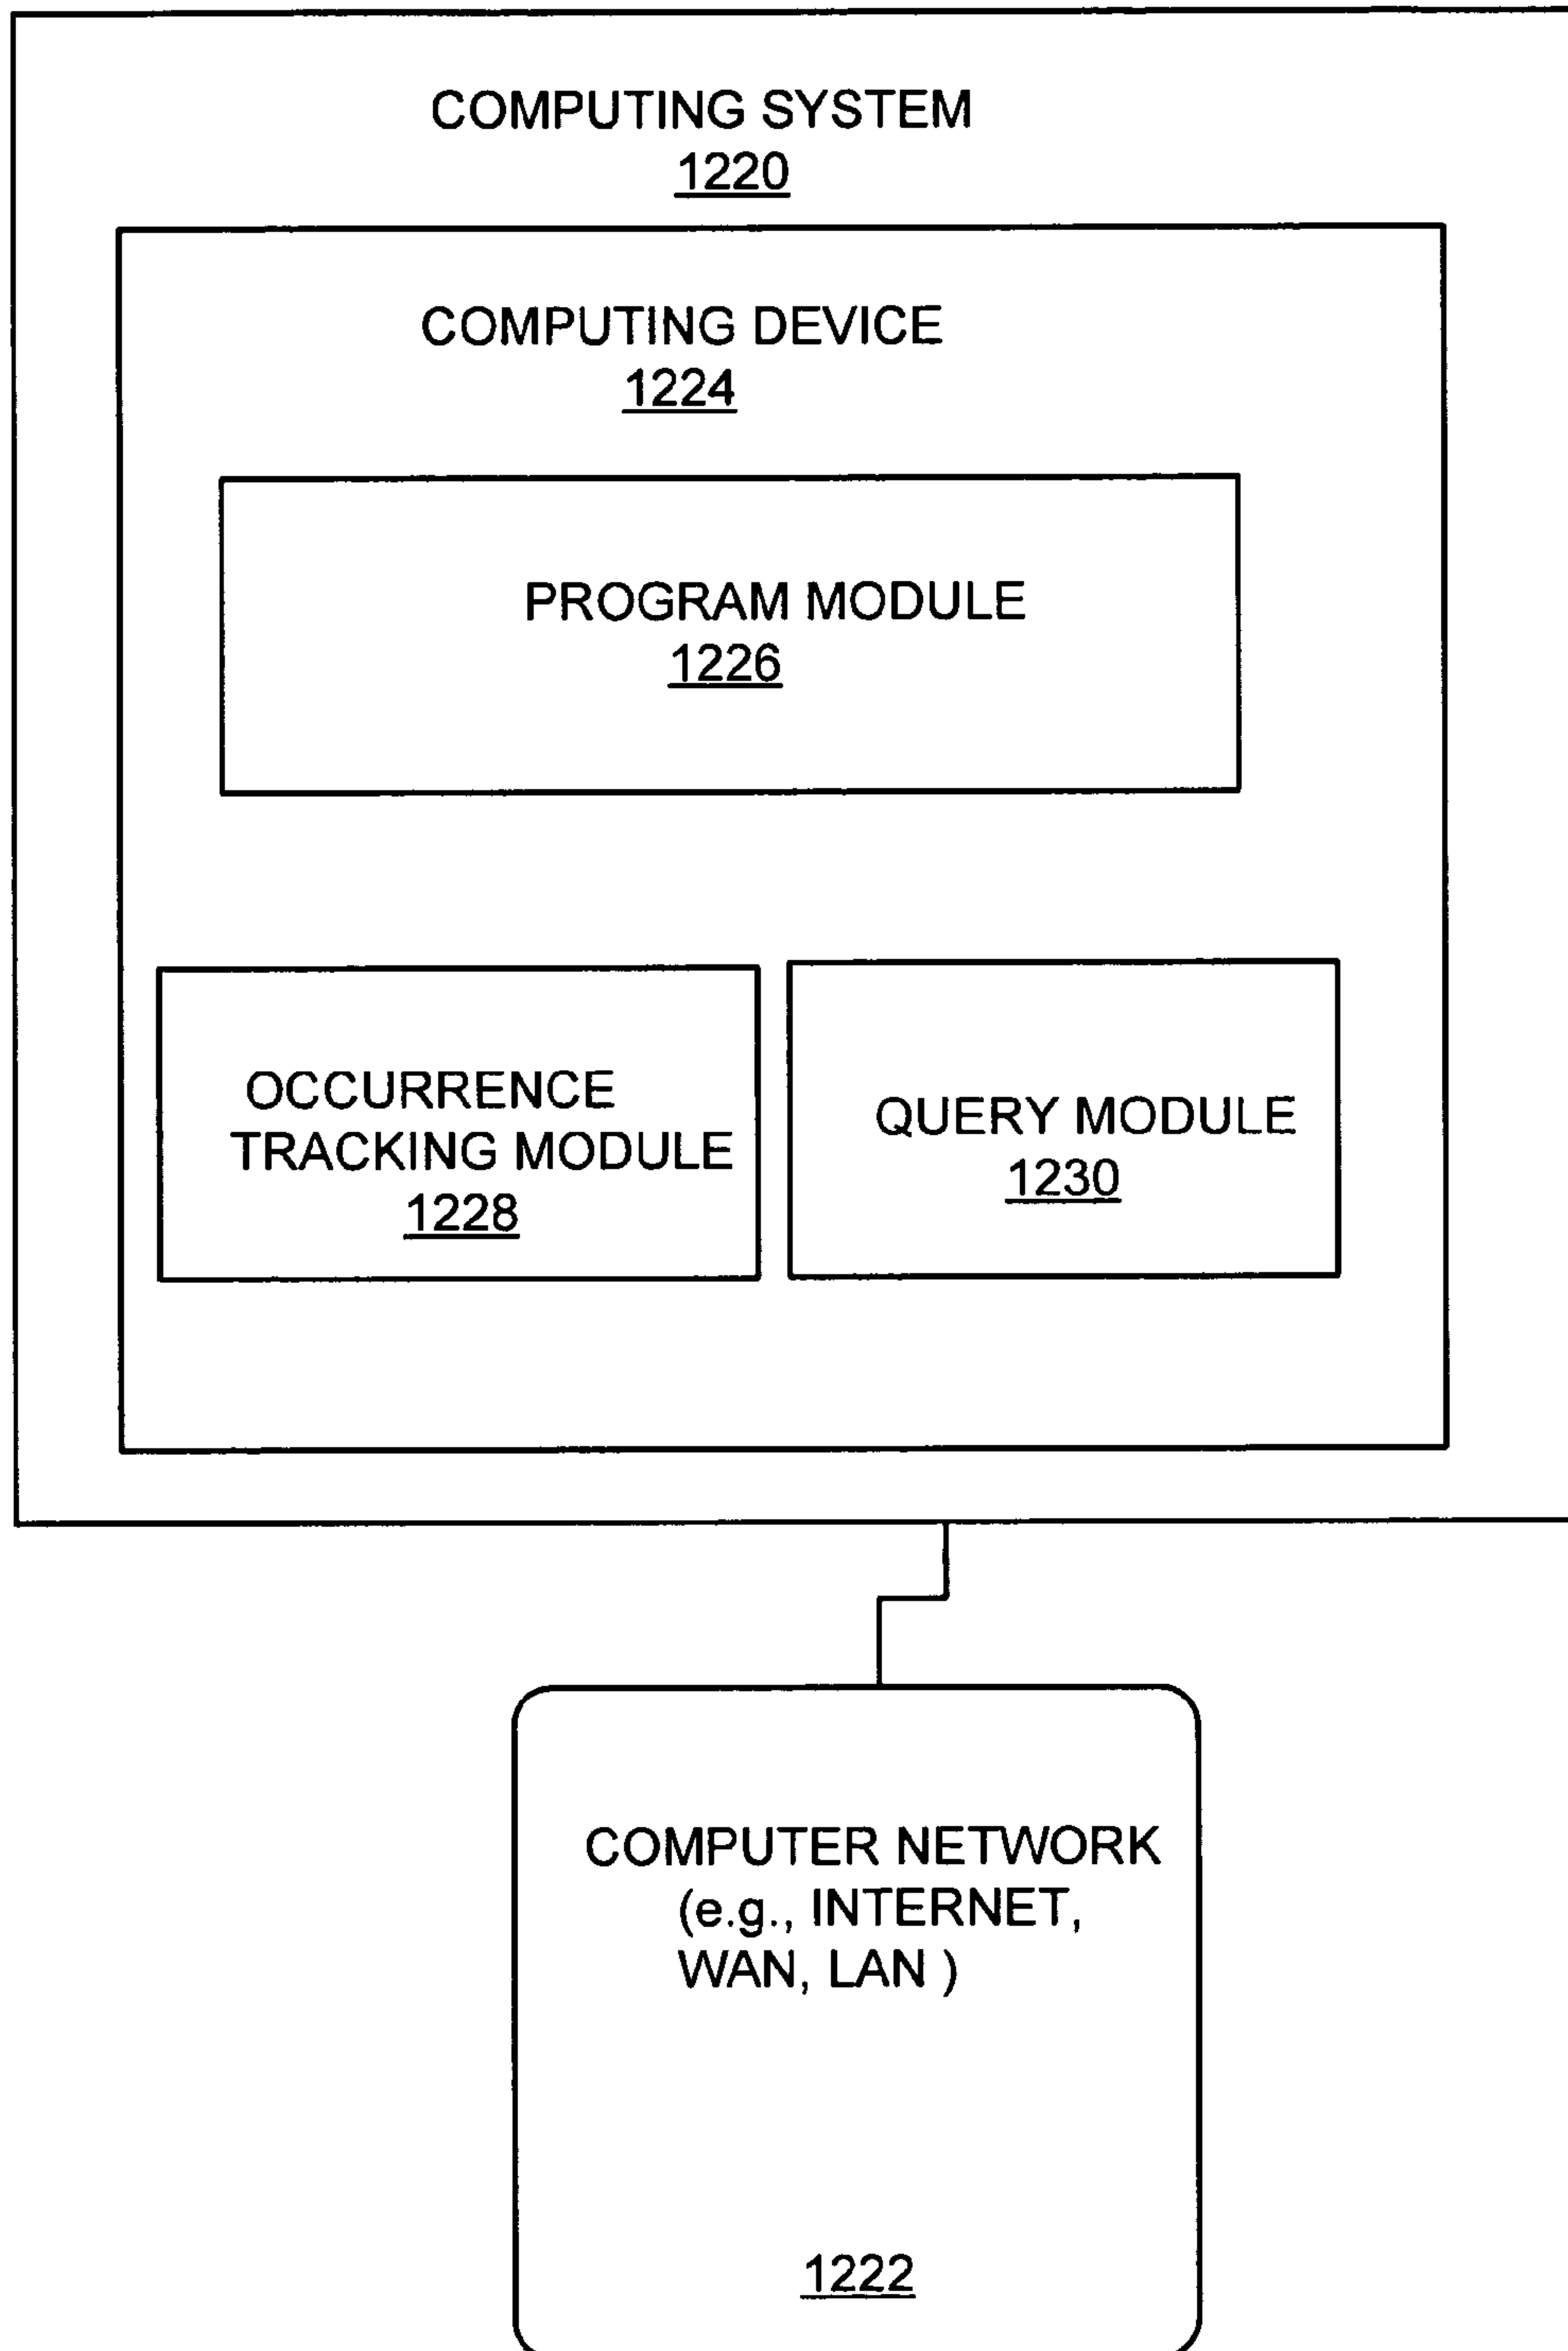 COMPUTING SYSTEM
1220
COMPUTING DEVICE
1224
PROGRAM MODULE
1226
OCCURRENCE
TRACKING MODULE
1228
QUERY MODULE
1230
COMPUTER NETWORK
(e.g., INTERNET,
WAN, LAN )
1222